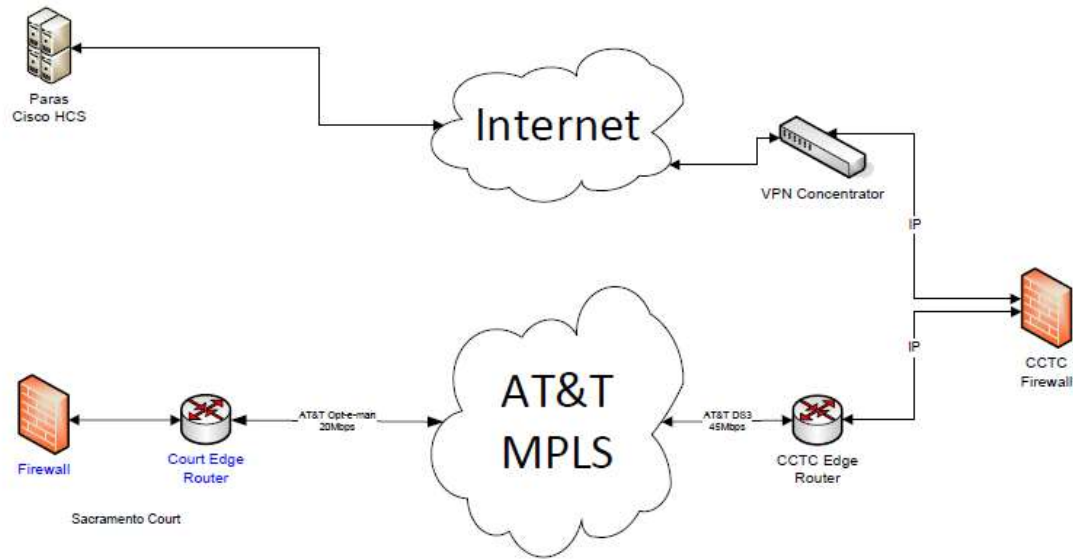 Paras
Cisco HCS
Internet
VPN Concentrator
IP
CCTC
Firewall
IP
AT&T
MPLS
AT&T Opt-e-man
20Mbps
AT&T DS3
45Mbps
Firewall
Court Edge
Router
CCTC Edge
Router
Sacramento Court